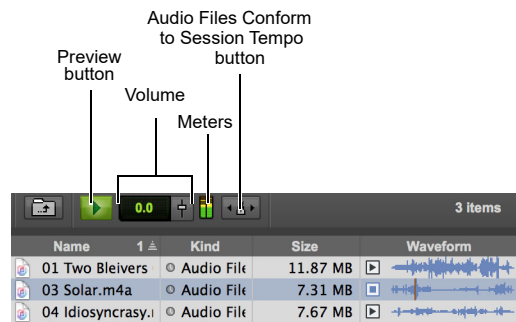 Audio Files Conform
to Session Tempo
button
Preview
button
Volume
Meters
0.0
3 items
Name 1 Kind Size Waveform
01 Two Bleivers Audio File 11.87 MB
03 Solar.m4a Audio File 7.31 MB
04 Idiosyncrasy.r Audio File 7.67 MB